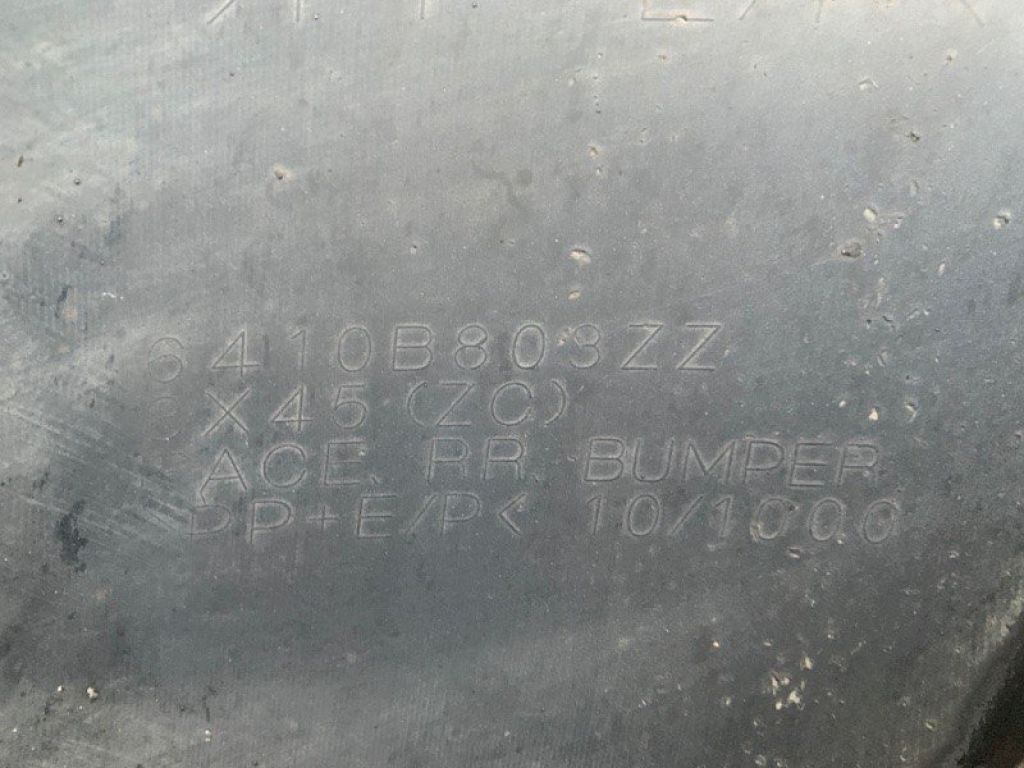 6410B803ZZ
X45 (ZC)
ACE. RR. BUMPER
PP+E/P< 10/1000